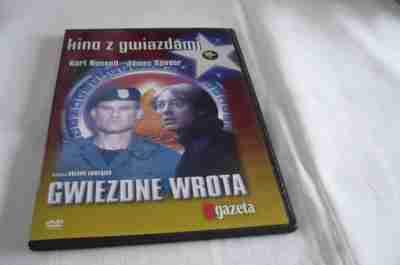 kino z gwiazdami
Kurt Russell James Spader
GWIEZDNE WROTA
DVD
gazeta